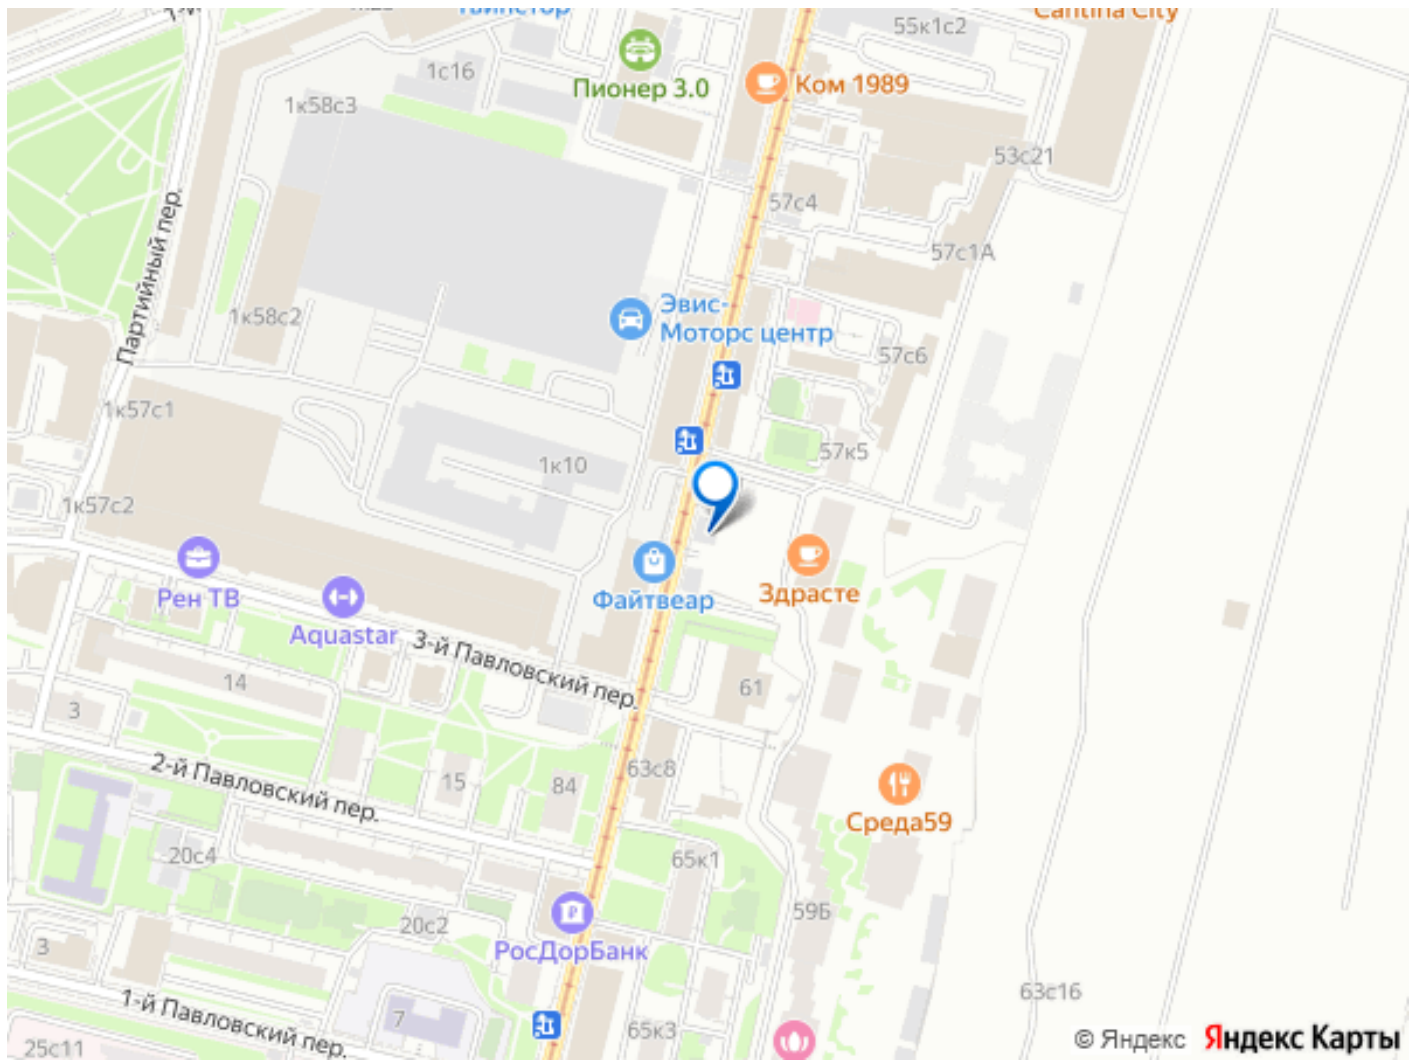 Cantina City
55к1с2
1с16
Пионер 3.0
Ком 1989
1к58с3
53с21
57с4
57с1А
Партийный пер.
1к58с2
Эвис-
Моторс центр
57с6
1к57с1
57к5
1к10
1к57с2
Рен ТВ
Aquastar
Файтвеар
Здрасте
3-й Павловский пер.
14
61
3
2-й Павловский пер.
15
84
63с8
Среда59
20с4
65к1
20с2
59Б
3
РосДорБанк
1-й Павловский пер.
7
65к3
63с16
25с11
© Яндекс Яндекс Карты